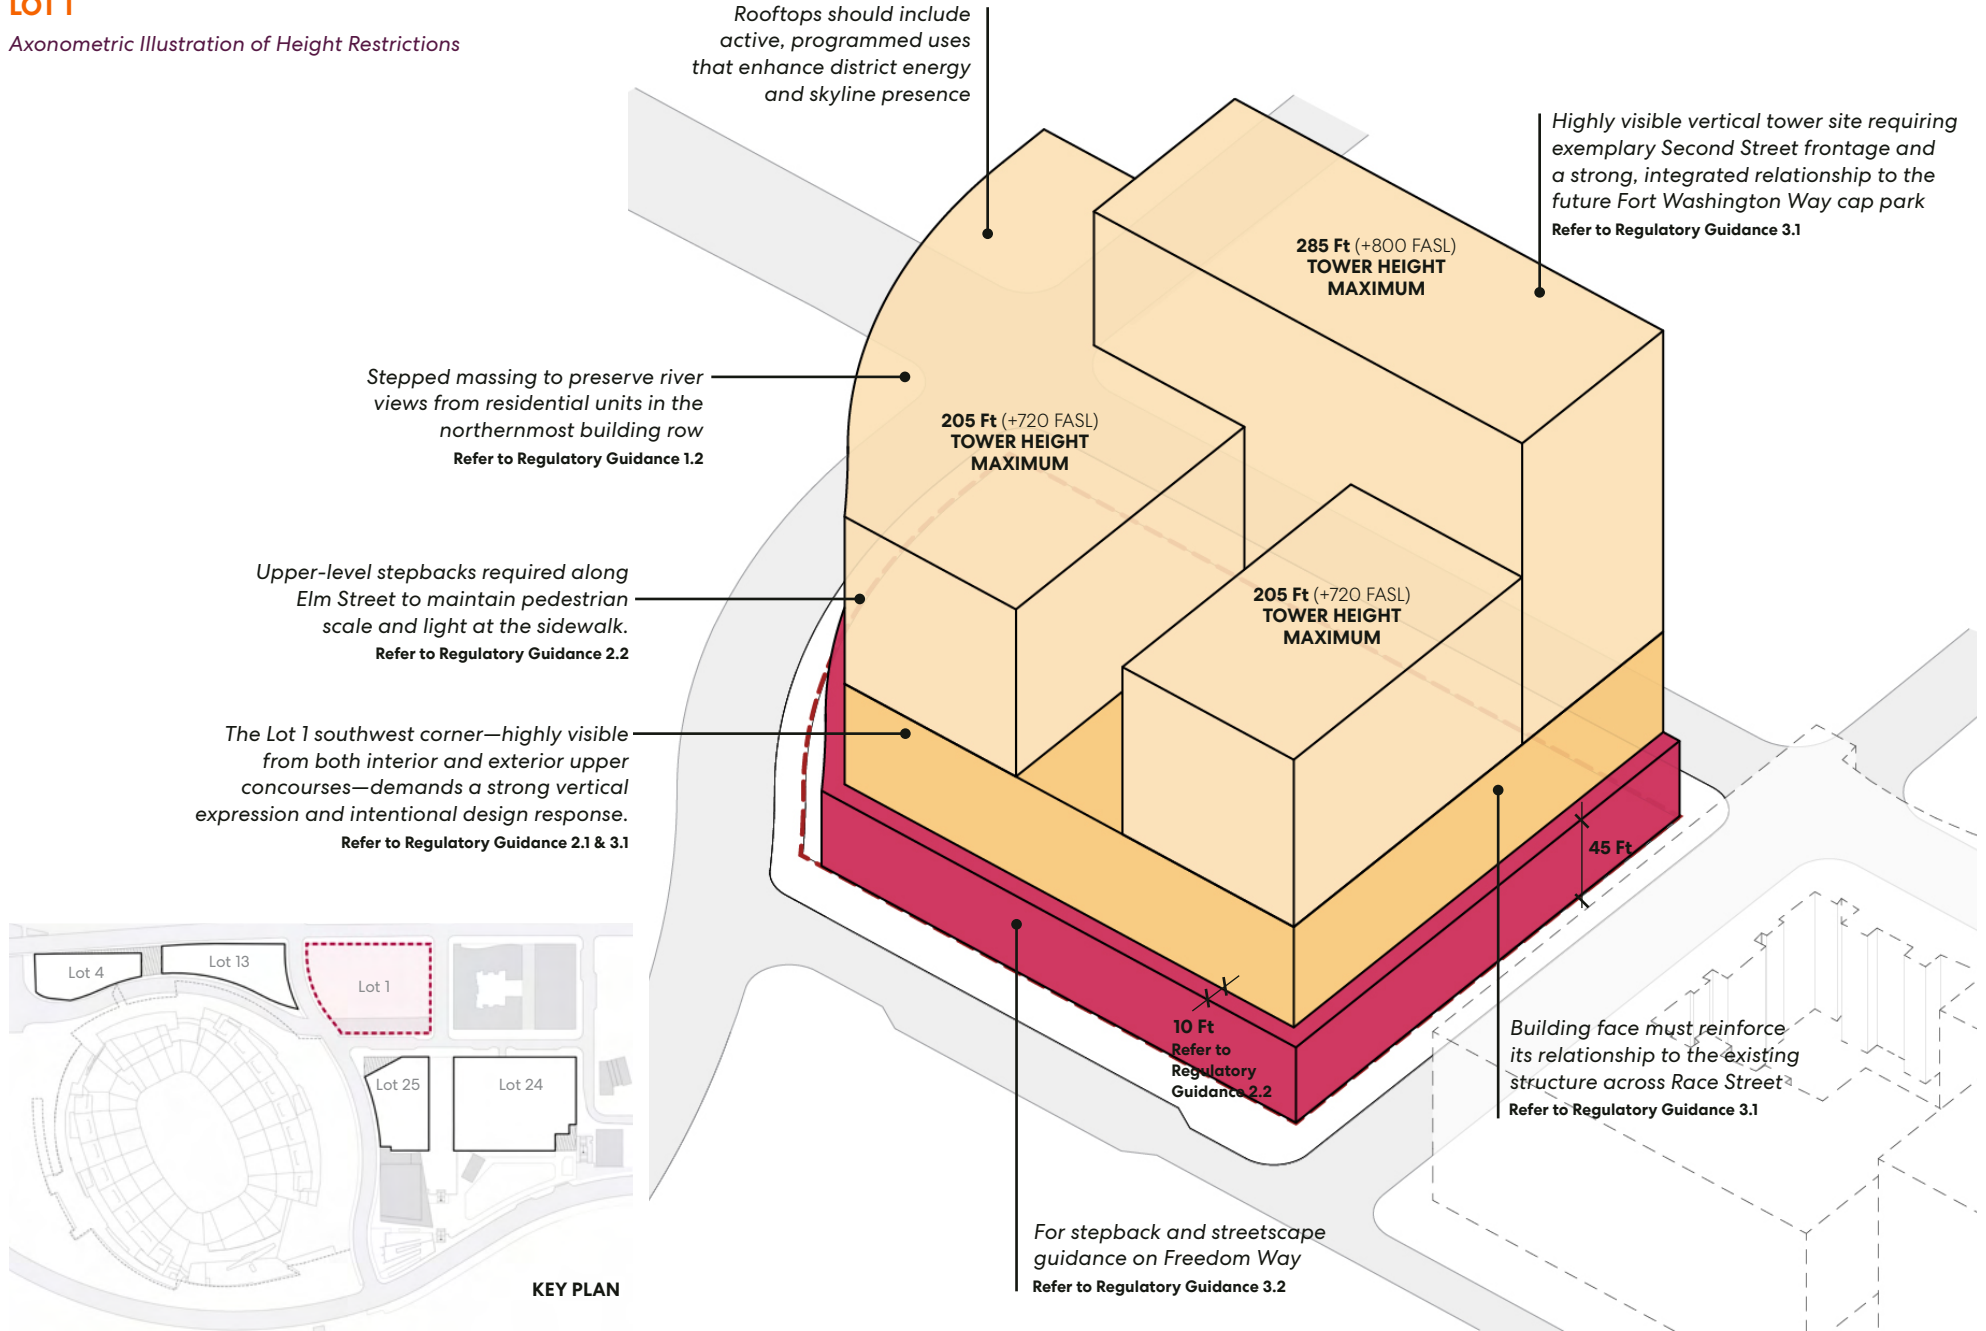 LOT 1
Axonometric Illustration of Height Restrictions
Rooftops should include
active, programmed uses
that enhance district energy
and skyline presence
Highly visible vertical tower site requiring
exemplary Second Street frontage and
a strong, integrated relationship to the
future Fort Washington Way cap park
Refer to Regulatory Guidance 3.1
285 Ft (+800 FASL)
TOWER HEIGHT
MAXIMUM
Stepped massing to preserve river
views from residential units in the
northernmost building row
Refer to Regulatory Guidance 1.2
205 Ft (+720 FASL)
TOWER HEIGHT
MAXIMUM
Upper-level stepbacks required along
Elm Street to maintain pedestrian
scale and light at the sidewalk.
Refer to Regulatory Guidance 2.2
205 Ft (+720 FASL)
TOWER HEIGHT
MAXIMUM
The Lot 1 southwest corner—highly visible
from both interior and exterior upper
concourses—demands a strong vertical
expression and intentional design response.
Refer to Regulatory Guidance 2.1 & 3.1
45 Ft
10 Ft
Refer to
Regulatory
Guidance 2.2
Building face must reinforce
its relationship to the existing
structure across Race Street
Refer to Regulatory Guidance 3.1
For stepback and streetscape
guidance on Freedom Way
Refer to Regulatory Guidance 3.2
Lot 4
Lot 13
Lot 1
Lot 25
Lot 24
KEY PLAN